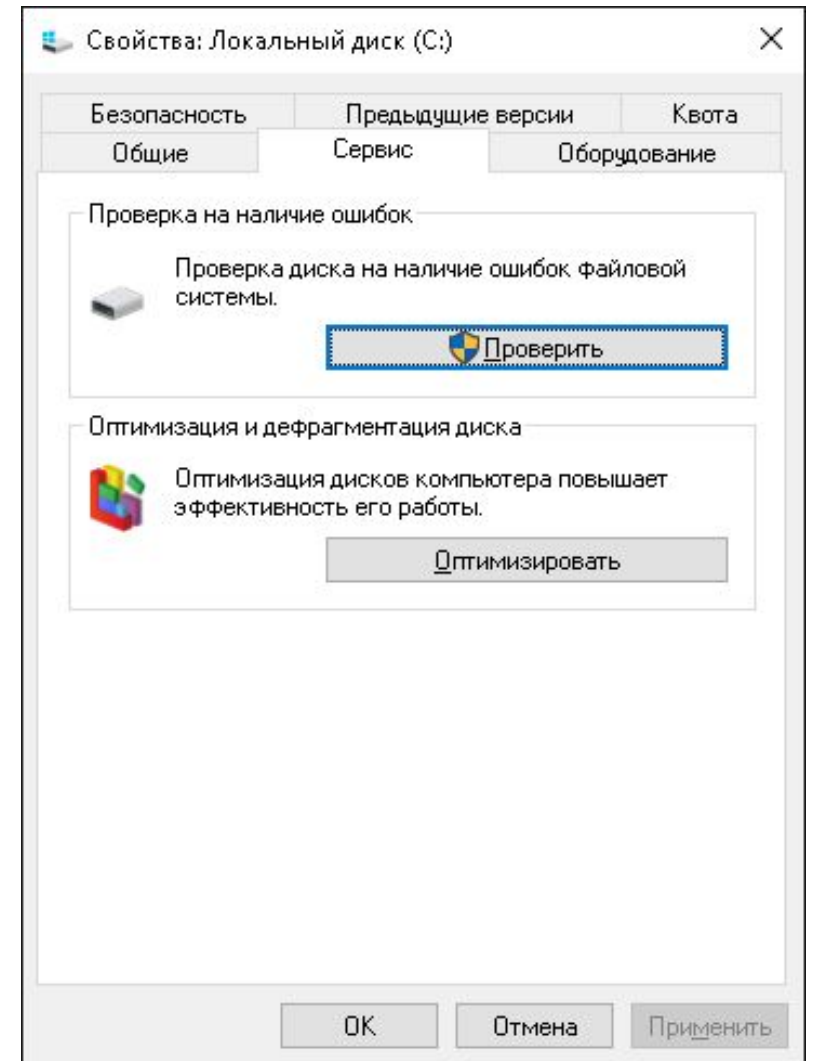 Свойства: Локальный диск (C:)
Безопасность Предыдущие версии Квота
Общие Сервис Оборудование
Проверка на наличие ошибок
Проверка диска на наличие ошибок файловой
системы.
Проверить
Оптимизация и дефрагментация диска
Оптимизация дисков компьютера повышает
эффективность его работы.
Оптимизировать
OK Отмена Применить